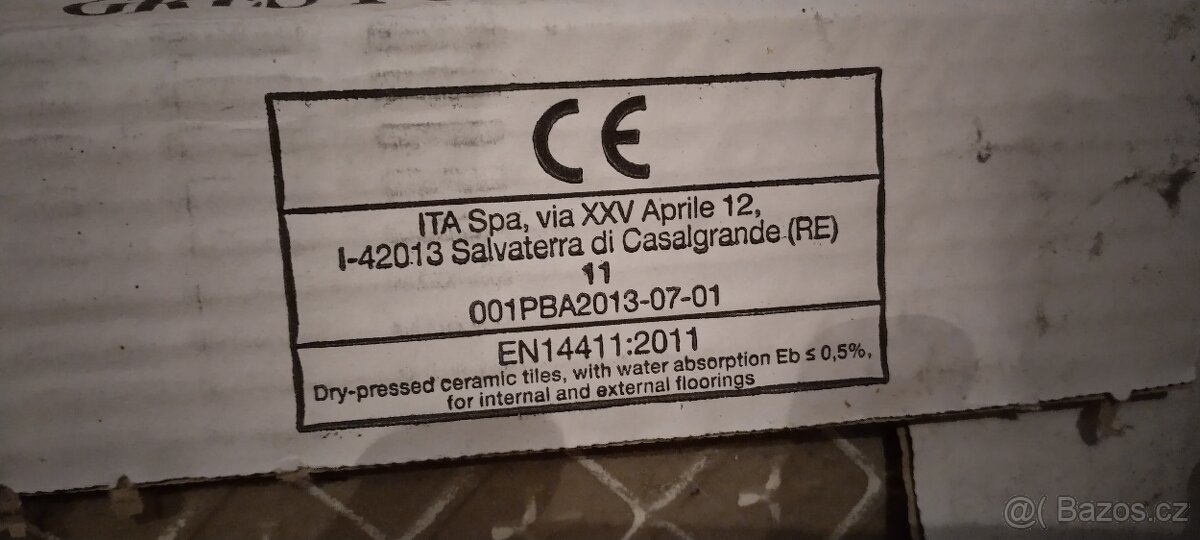 CE
ITA Spa, via XXV Aprile 12,
I-42013 Salvaterra di Casalgrande (RE)
11
001PBA2013-07-01
EN14411:2011
Dry-pressed ceramic tiles, with water absorption Eb ≤ 0,5%,
for internal and external floorings
@( Bazos.cz